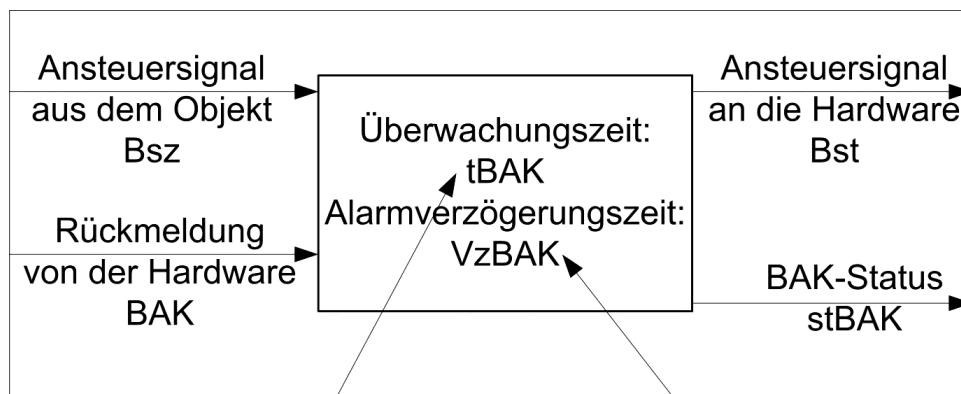 Ansteuersignal
aus dem Objekt
Bsz
Rückmeldung
von der Hardware
BAK
Überwachungszeit:
tBAK
Alarmverzögerungszeit:
VzBAK
Ansteuersignal
an die Hardware
Bst
BAK-Status
stBAK